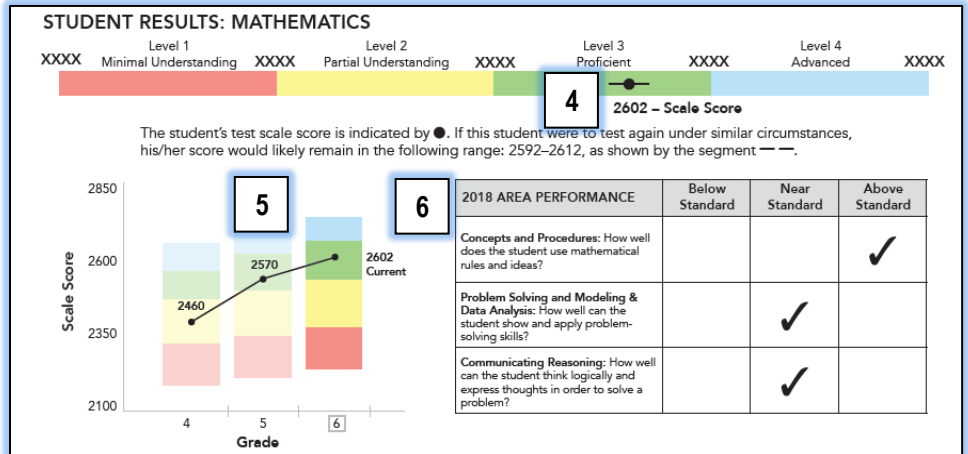 STUDENT RESULTS: MATHEMATICS
Level 1 Level 2 Level 3 Level 4
XXXX Minimal Understanding XXXX Partial Understanding XXXX Proficient XXXX Advanced XXXX
4
2602 – Scale Score
The student's test scale score is indicated by ●. If this student were to test again under similar circumstances,
his/her score would likely remain in the following range: 2592–2612, as shown by the segment — —.
5
6
2850
2600
2350
2100
Scale Score
2460
2570
2602
Current
4 5 6
Grade
2018 AREA PERFORMANCE
Below
Standard
Near
Standard
Above
Standard
Concepts and Procedures: How well
does the student use mathematical
rules and ideas?
✓
Problem Solving and Modeling &
Data Analysis: How well can the
student show and apply problem-
solving skills?
✓
Communicating Reasoning: How well
can the student think logically and
express thoughts in order to solve a
problem?
✓